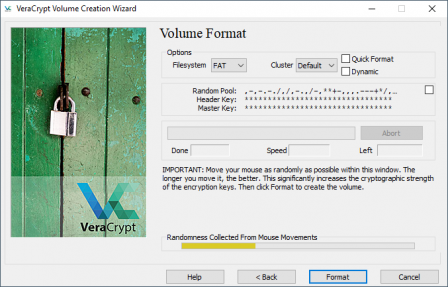 VeraCrypt Volume Creation Wizard
Volume Format
Options
Filesystem FAT Cluster Default Quick Format
Dynamic
Random Pool: ,-,-.-./,/,-.,/-,**+-,,,,---+*/,…
Header Key: ********************************
Master Key: ********************************
Abort
Done Speed Left
IMPORTANT: Move your mouse as randomly as possible within this window. The
longer you move it, the better. This significantly increases the cryptographic strength
of the encryption keys. Then click Format to create the volume.
VeraCrypt
Randomness Collected From Mouse Movements
Help < Back Format Cancel